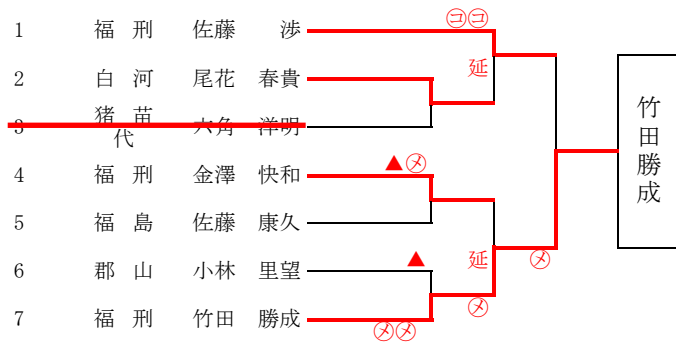 ㋙㋙
1 福刑 佐藤 渉
延
2 白河 尾花 春貴
3 猪苗代 六角 洋明
竹田勝成
4 福刑 金澤 快和 ▲㋱
5 福島 佐藤 康久
延 ㋱
6 郡山 小林 里望 ▲
㋱
7 福刑 竹田 勝成
㋱㋱